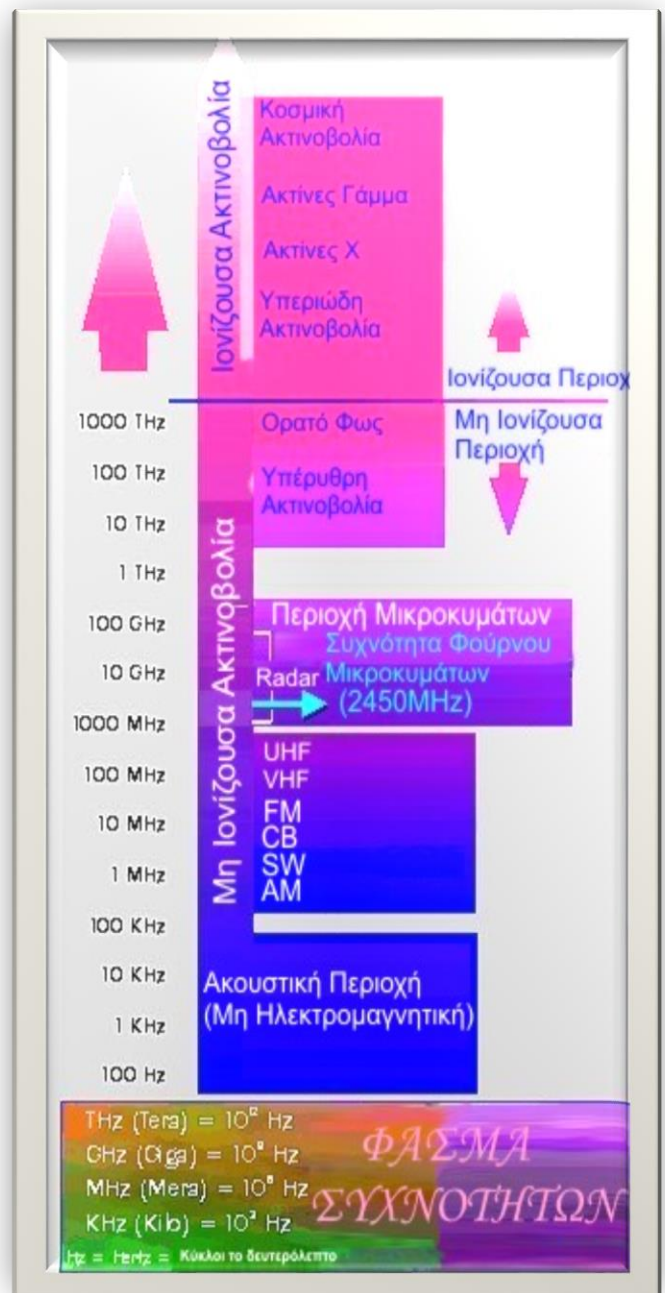 Ιονίζουσα Ακτινοβολία
Κοσμική
Ακτινοβολία
Ακτίνες Γάμμα
Ακτίνες Χ
Υπεριώδη
Ακτινοβολία
Ιονίζουσα Περιοχ
1000 THz
Ορατό Φως
Μη Ιονίζουσα
Περιοχή
100 THz
Υπέρυθρη
Ακτινοβολία
10 THz
1 THz
Μη Ιονίζουσα Ακτινοβολία
Περιοχή Μικροκυμάτων
100 GHz
Συχνότητα Φούρνου
10 GHz
Radar
Μικροκυμάτων
(2450MHz)
1000 MHz
UHF
100 MHz
VHF
FM
10 MHz
CB
SW
1 MHz
AM
100 KHz
10 KHz
Ακουστική Περιοχή
(Μη Ηλεκτρομαγνητική)
1 KHz
100 Hz
THz (Tera) = 10¹² Hz
GHz (Giga) = 10⁹ Hz
MHz (Mera) = 10⁶ Hz
KHz (Kilo) = 10³ Hz
Hz = Hertz = Κύκλοι το δευτερόλεπτο
ΦΑΣΜΑ
ΣΥΧΝΟΤΗΤΩΝ